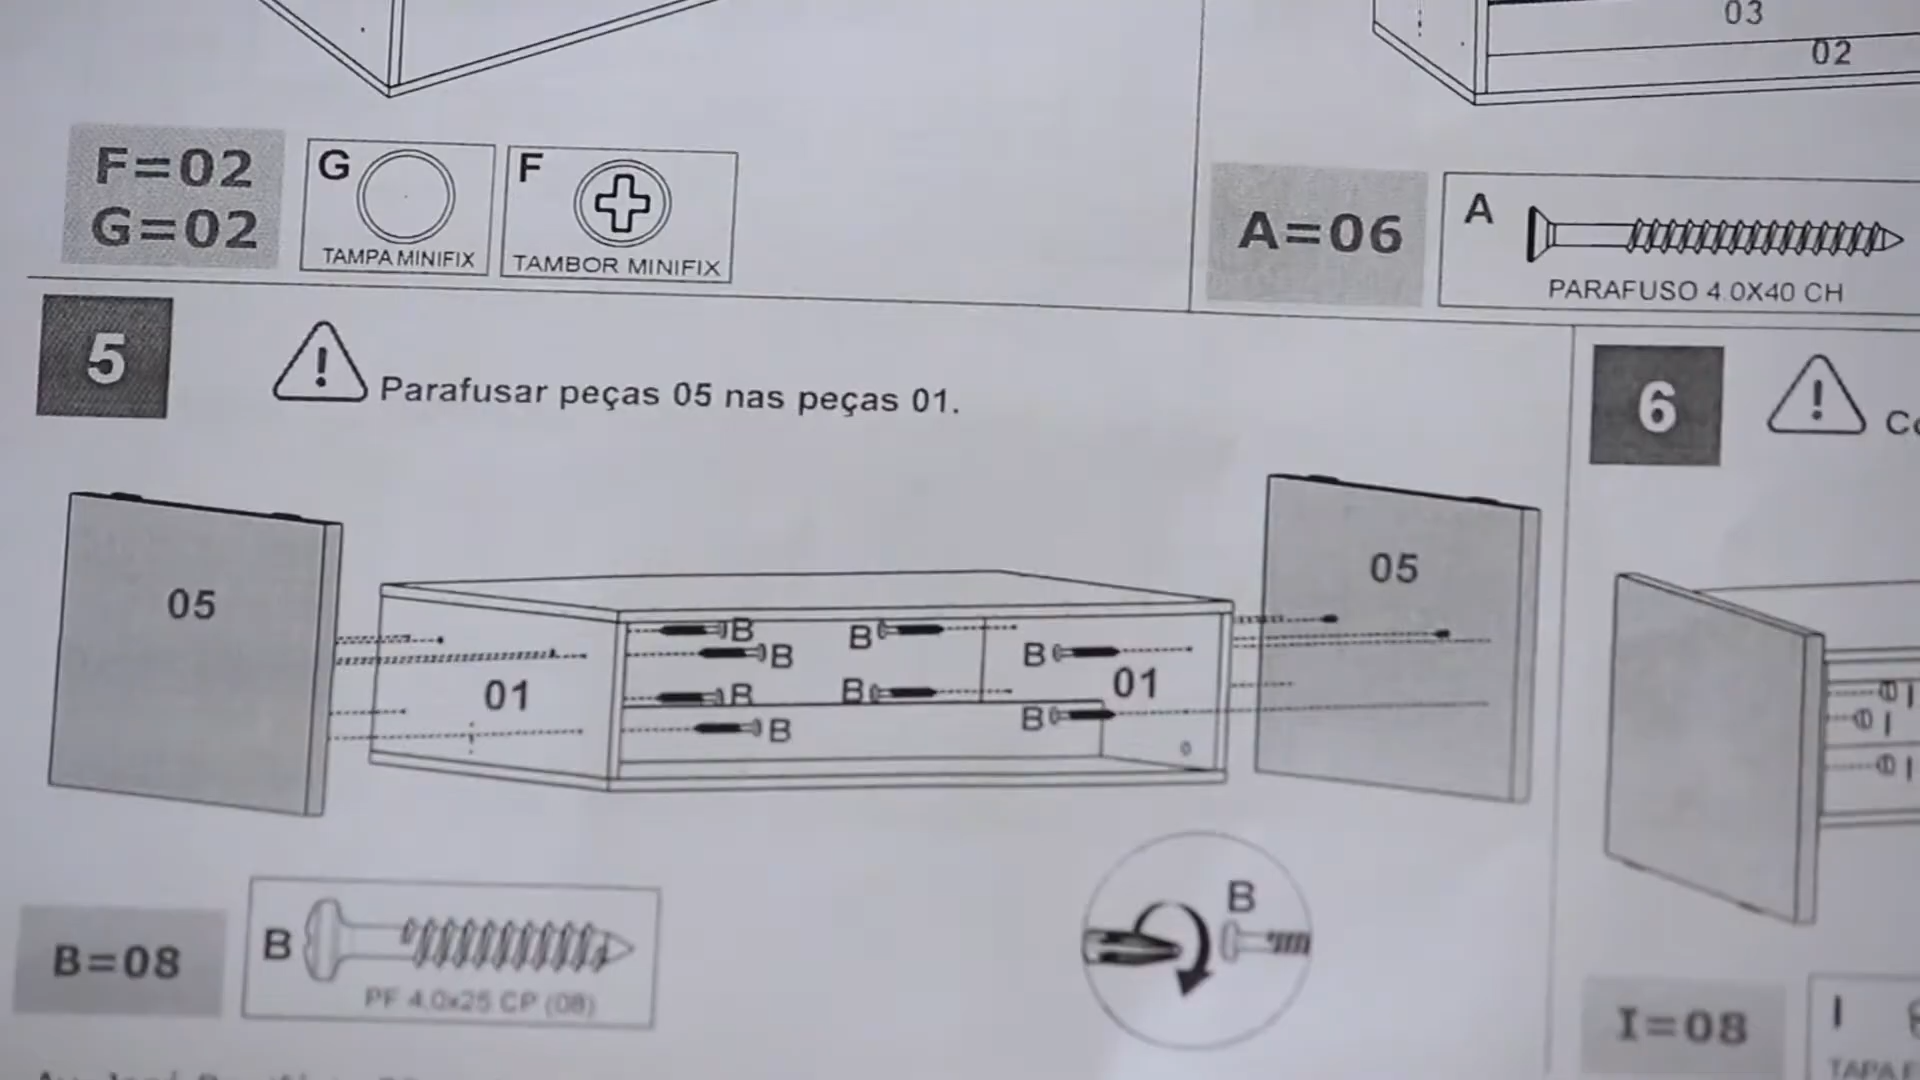 03
02
F=02
G=02
G
TAMPA MINIFIX
F
TAMBOR MINIFIX
A=06
A
PARAFUSO 4.0X40 CH
5
! Parafusar peças 05 nas peças 01.
6
!
05
05
01
01
B
B
B
B
B
B
B
B
I
I
I
B=08
B
PF 4.0x25 CP (08)
B
I=08
I